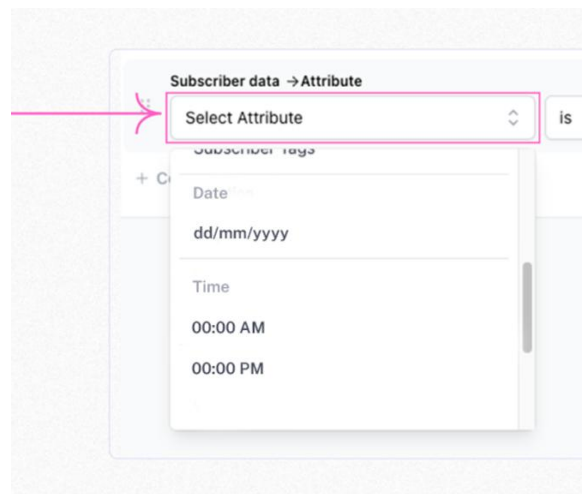 Subscriber data →Attribute
Select Attribute
is
Subscriber Tags
Date
dd/mm/yyyy
Time
00:00 AM
00:00 PM